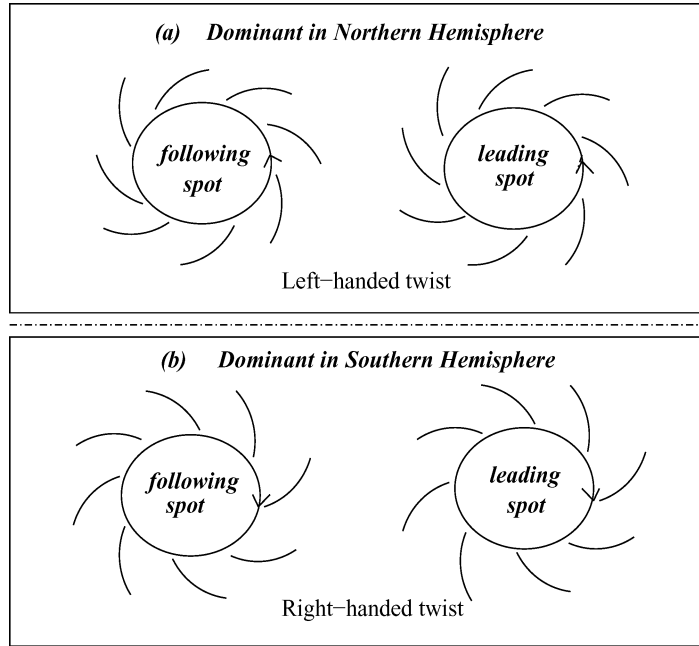 (a) Dominant in Northern Hemisphere
following
spot
leading
spot
Left−handed twist
(b) Dominant in Southern Hemisphere
following
spot
leading
spot
Right−handed twist